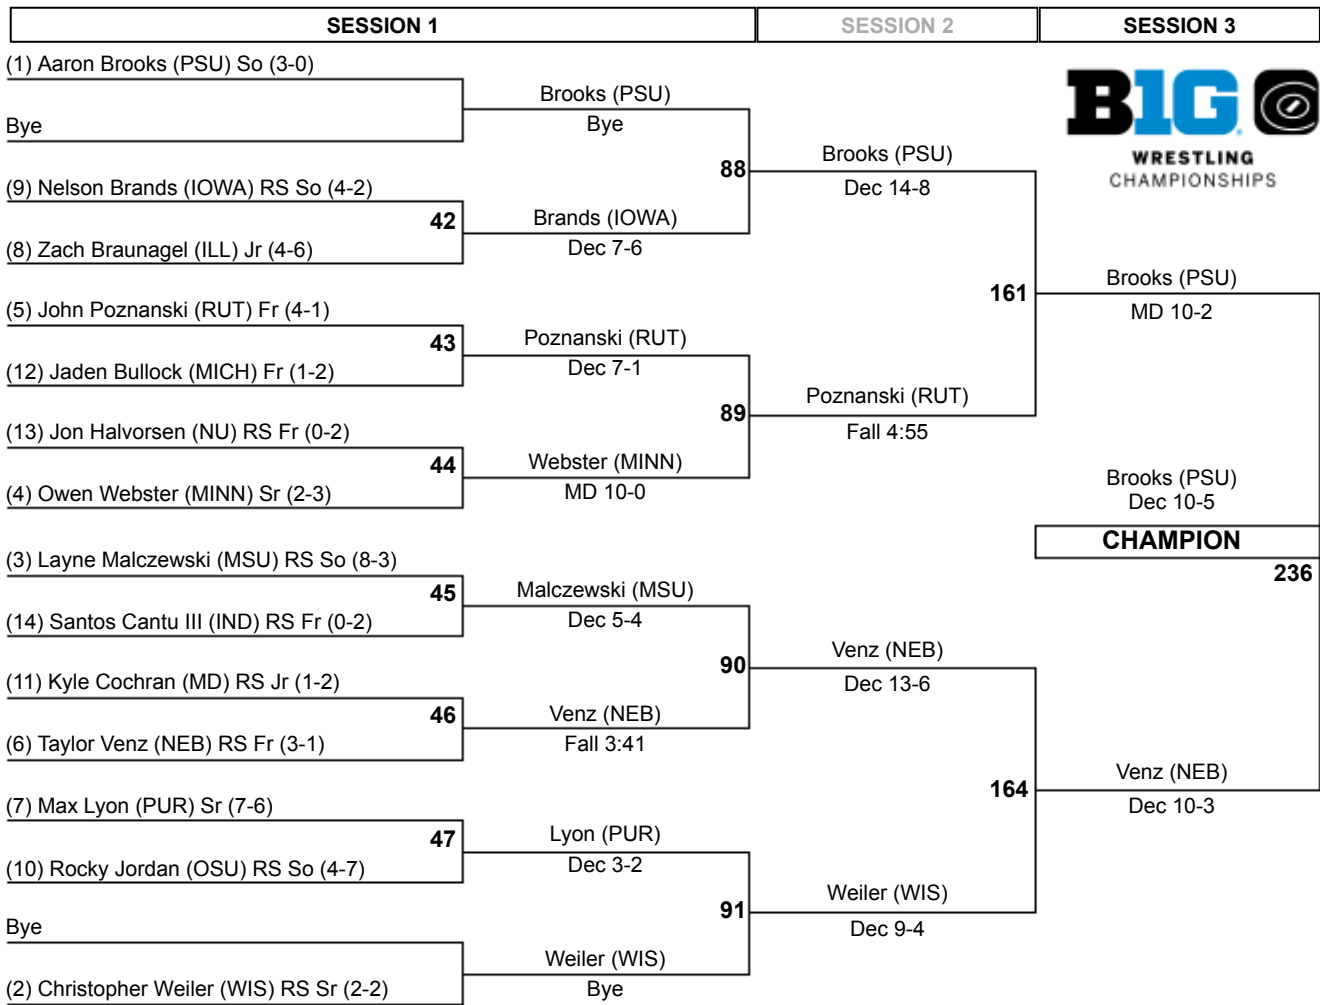 SESSION 1
SESSION 2
SESSION 3
(1) Aaron Brooks (PSU) So (3-0)
Bye
(9) Nelson Brands (IOWA) RS So (4-2)
(8) Zach Braunagel (ILL) Jr (4-6)
(5) John Poznanski (RUT) Fr (4-1)
(12) Jaden Bullock (MICH) Fr (1-2)
(13) Jon Halvorsen (NU) RS Fr (0-2)
(4) Owen Webster (MINN) Sr (2-3)
(3) Layne Malczewski (MSU) RS So (8-3)
(14) Santos Cantu III (IND) RS Fr (0-2)
(11) Kyle Cochran (MD) RS Jr (1-2)
(6) Taylor Venz (NEB) RS Fr (3-1)
(7) Max Lyon (PUR) Sr (7-6)
(10) Rocky Jordan (OSU) RS So (4-7)
Bye
(2) Christopher Weiler (WIS) RS Sr (2-2)
42
43
44
45
46
47
Brooks (PSU)
Bye
Brands (IOWA)
Dec 7-6
Poznanski (RUT)
Dec 7-1
Webster (MINN)
MD 10-0
Malczewski (MSU)
Dec 5-4
Venz (NEB)
Fall 3:41
Lyon (PUR)
Dec 3-2
Weiler (WIS)
Bye
88
89
90
91
Brooks (PSU)
Dec 14-8
Poznanski (RUT)
Fall 4:55
Venz (NEB)
Dec 13-6
Weiler (WIS)
Dec 9-4
161
164
B1G
WRESTLING
CHAMPIONSHIPS
Brooks (PSU)
MD 10-2
Brooks (PSU)
Dec 10-5
CHAMPION
236
Venz (NEB)
Dec 10-3